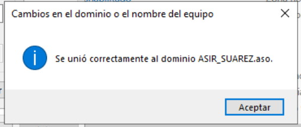 Cambios en el dominio o el nombre del equipo
Se unió correctamente al dominio ASIR_SUAREZ.aso.
Aceptar